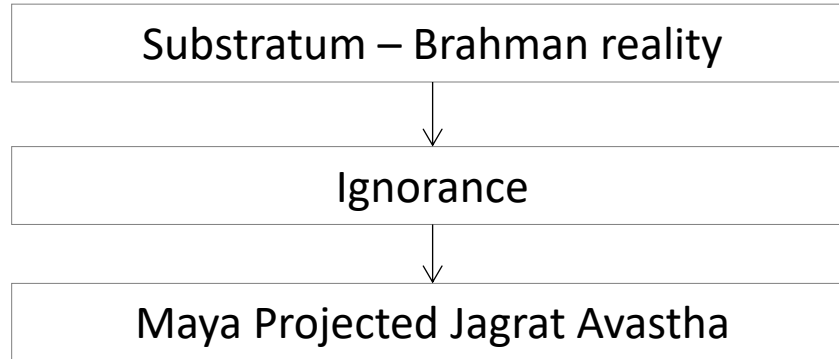 Substratum – Brahman reality
Ignorance
Maya Projected Jagrat Avastha